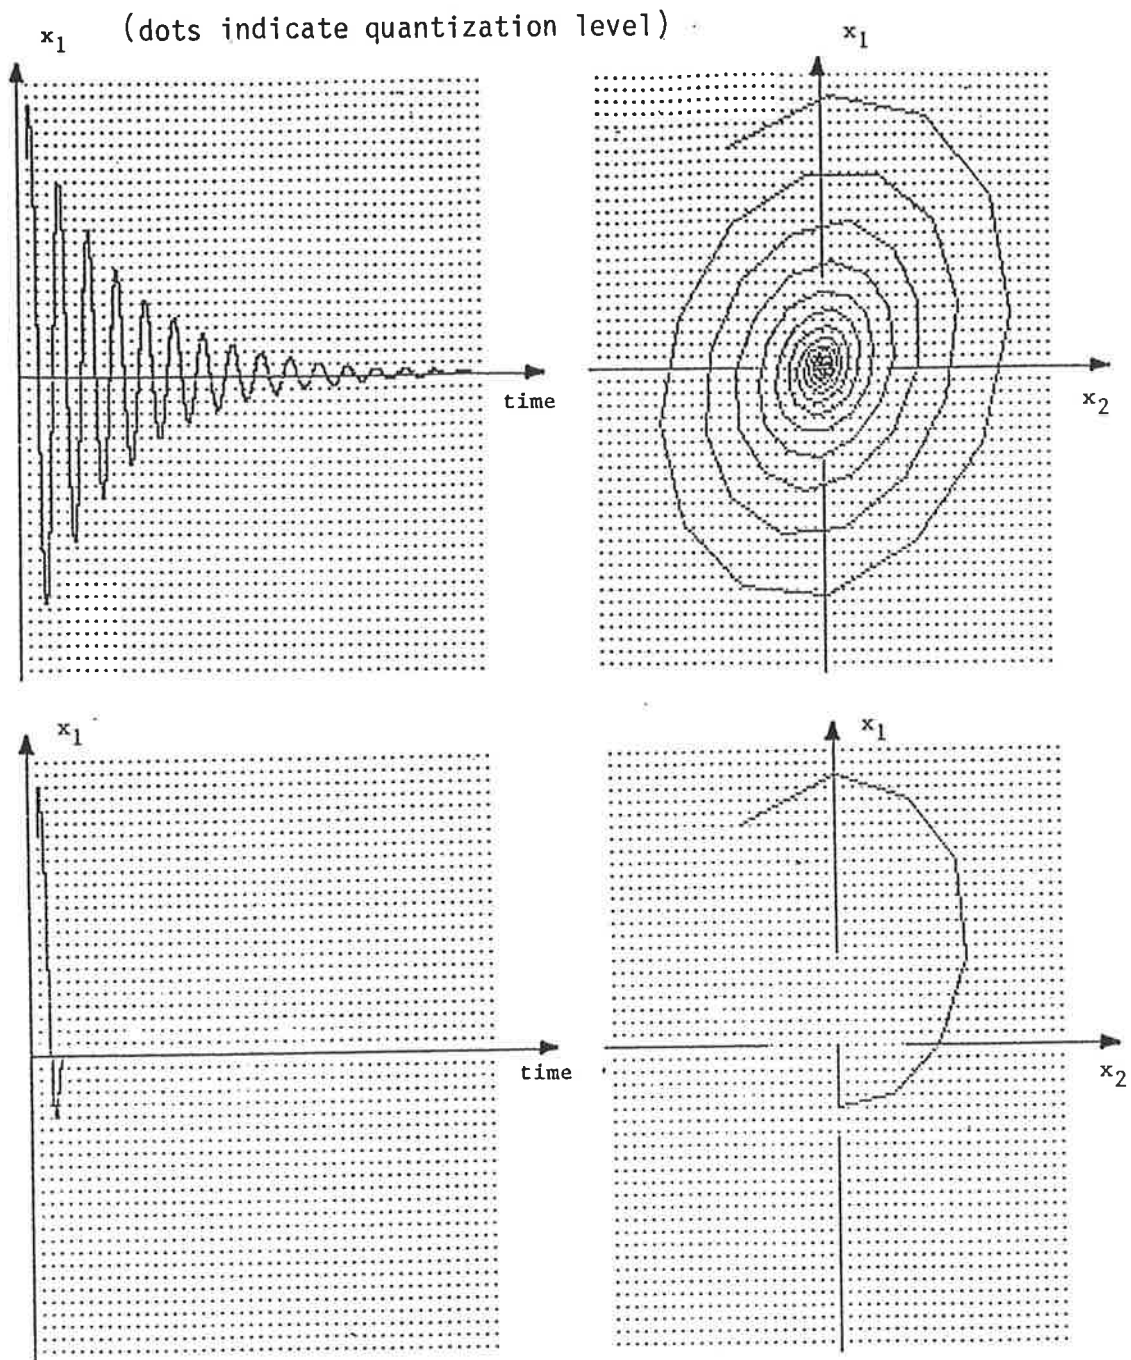 x1 (dots indicate quantization level)
x1
time
x2
x1
x1
time
x2